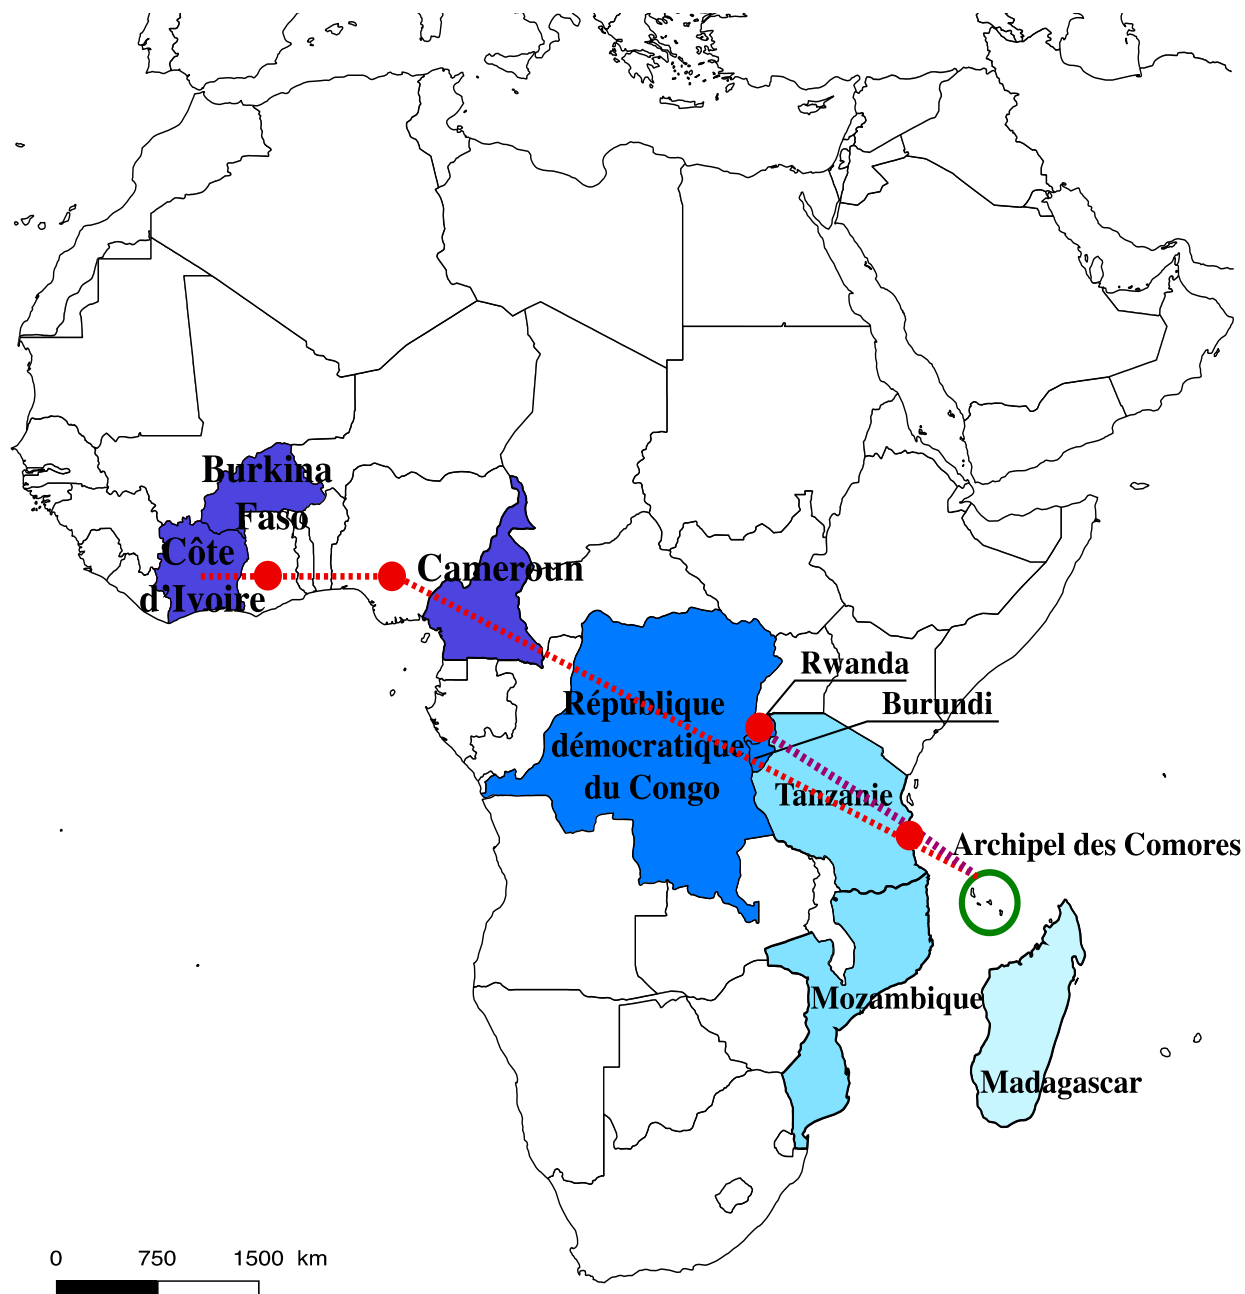 Burkina
Faso
Côte
d'Ivoire
Cameroun
Rwanda
Burundi
République
démocratique
du Congo
Tanzanie
Archipel des Comores
Mozambique
Madagascar
0 750 1500 km